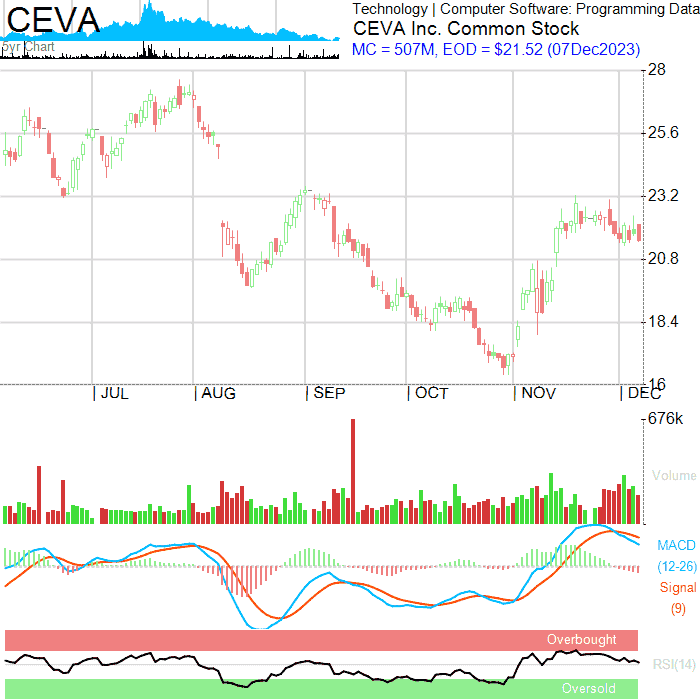 CEVA
5yr Chart
Technology | Computer Software: Programming Data
CEVA Inc. Common Stock
MC = 507M, EOD = $21.52 (07Dec2023)
28
25.6
23.2
20.8
18.4
16
JUL AUG SEP OCT NOV DEC
676k
Volume
MACD
(12-26)
Signal
(9)
Overbought
RSI(14)
Oversold